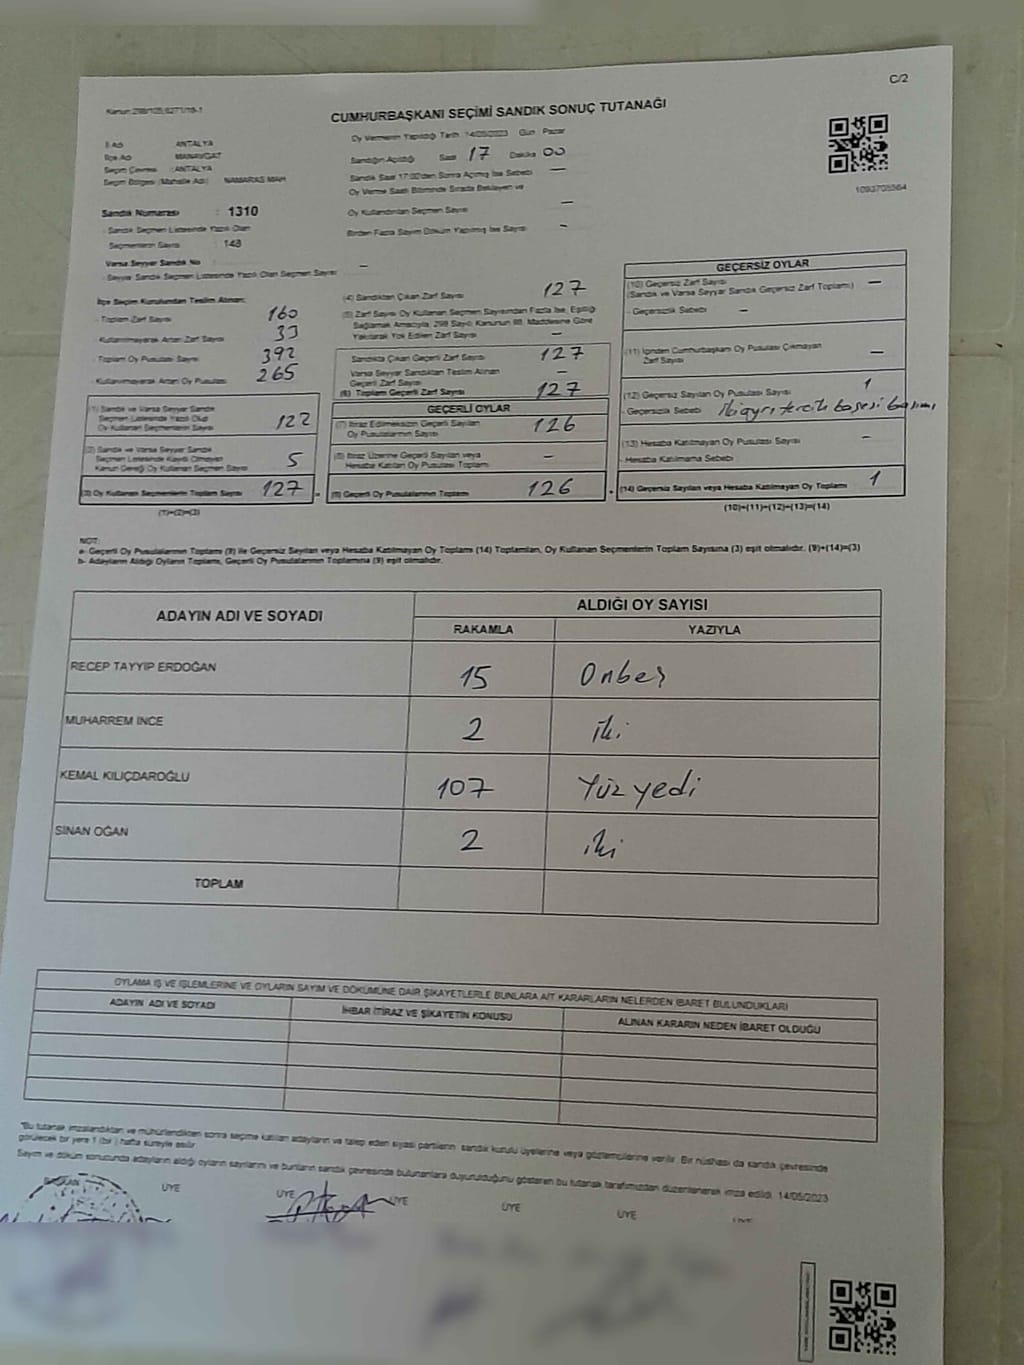 C/2
Kanun:298/105,6271/18-1
CUMHURBAŞKANI SEÇİMİ SANDIK SONUÇ TUTANAĞI
İl Adı : ANTALYA
İlçe Adı : MANAVGAT
Seçim Çevresi : ANTALYA
Seçim Bölgesi (Mahalle Adı) : NAMARAS MAH
Oy Vermenin Yapıldığı Tarih : 14/05/2023 Gün : Pazar
Sandığın Açıldığı Saat 17 Dakika 00
Sandık Saat 17:00'den Sonra Açılmış İse Sebebi —
Oy Verme Saati Bitiminde Sırada Bekleyen ve
Oy Kullandırılan Seçmen Sayısı —
Birden Fazla Sayım Döküm Yapılmış İse Sayısı -
1093705564
Sandık Numarası : 1310
- Sandık Seçmen Listesinde Yazılı Olan
Seçmenlerin Sayısı : 148
Varsa Seyyar Sandık No
- Seyyar Sandık Seçmen Listesinde Yazılı Olan Seçmen Sayısı —
İlçe Seçim Kurulundan Teslim Alınan;
- Toplam Zarf Sayısı 160
- Kullanılmayarak Artan Zarf Sayısı 33
- Toplam Oy Pusulası Sayısı 392
- Kullanılmayarak Artan Oy Pusulası 265
(1) Sandık ve Varsa Seyyar Sandık
Seçmen Listesinde Yazılı Olup
Oy Kullanan Seçmenlerin Sayısı 122
(2) Sandık ve Varsa Seyyar Sandık
Seçmen Listesinde Kayıtlı Olmayan
Kanun Gereği Oy Kullanan Seçmen Sayısı 5
(3) Oy Kullanan Seçmenlerin Toplam Sayısı 127
(1)+(2)=(3)
(4) Sandıktan Çıkan Zarf Sayısı 127
(5) Zarf Sayısı Oy Kullanan Seçmen Sayısından Fazla İse, Eşitliği
Sağlamak Amacıyla, 298 Sayılı Kanunun 98. Maddesine Göre
Yakılarak Yok Edilen Zarf Sayısı —
Sandıkta Çıkan Geçerli Zarf Sayısı 127
Varsa Seyyar Sandıktan Teslim Alınan
Geçerli Zarf Sayısı —
(6) Toplam Geçerli Zarf Sayısı 127
GEÇERLİ OYLAR
(7) İtiraz Edilmeksizin Geçerli Sayılan
Oy Pusulalarının Sayısı 126
(8) İtiraz Üzerine Geçerli Sayılan veya
Hesaba Katılan Oy Pusulası Toplamı —
(9) Geçerli Oy Pusulalarının Toplamı 126
GEÇERSİZ OYLAR
(10) Geçersiz Zarf Sayısı —
(Sandık ve Varsa Seyyar Sandık Geçersiz Zarf Toplamı)
- Geçersizlik Sebebi : —
(11) İçinden Cumhurbaşkanı Oy Pusulası Çıkmayan
Zarf Sayısı —
(12) Geçersiz Sayılan Oy Pusulası Sayısı 1
- Geçersizlik Sebebi : İki ayrı tercih başesi basımı
(13) Hesaba Katılmayan Oy Pusulası Sayısı —
- Hesaba Katılmama Sebebi :
(14) Geçersiz Sayılan veya Hesaba Katılmayan Oy Toplamı 1
(10)+(11)+(12)+(13)=(14)
NOT:
a- Geçerli Oy Pusulalarının Toplamı (9) ile Geçersiz Sayılan veya Hesaba Katılmayan Oy Toplamı (14) Toplamları, Oy Kullanan Seçmenlerin Toplam Sayısına (3) eşit olmalıdır. (9)+(14)=(3)
b- Adayların Aldığı Oyların Toplamı, Geçerli Oy Pusulalarının Toplamına (9) eşit olmalıdır.
ADAYIN ADI VE SOYADI ALDIĞI OY SAYISI
RAKAMLA YAZIYLA
RECEP TAYYİP ERDOĞAN 15 Onbeş
MUHARREM İNCE 2 iki
KEMAL KILIÇDAROĞLU 107 Yüz yedi
SİNAN OĞAN 2 iki
TOPLAM
OYLAMA İŞ VE İŞLEMLERİNE VE OYLARIN SAYIM VE DÖKÜMÜNE DAİR ŞİKAYETLERLE BUNLARA AİT KARARLARIN NELERDEN İBARET BULUNDUKLARI
ADAYIN ADI VE SOYADI İHBAR İTİRAZ VE ŞİKAYETİN KONUSU ALINAN KARARIN NEDEN İBARET OLDUĞU
*Bu tutanak imzalandıktan ve mühürlendikten sonra seçime katılan adayların ve talep eden siyasi partilerin sandık kurulu üyelerine veya gözlemcilerine verilir. Bir nüshası da sandık çevresinde
görülecek bir yere 1 (bir) hafta süreyle asılır.
Sayım ve döküm sonucunda adayların aldığı oyların sayılarını ve bunların sandık çevresinde bulunanlara duyurulduğunu gösteren bu tutanak tarafımızdan düzenlenerek imza edildi. 14/05/2023
BAŞKAN ÜYE ÜYE ÜYE ÜYE ÜYE ÜYE